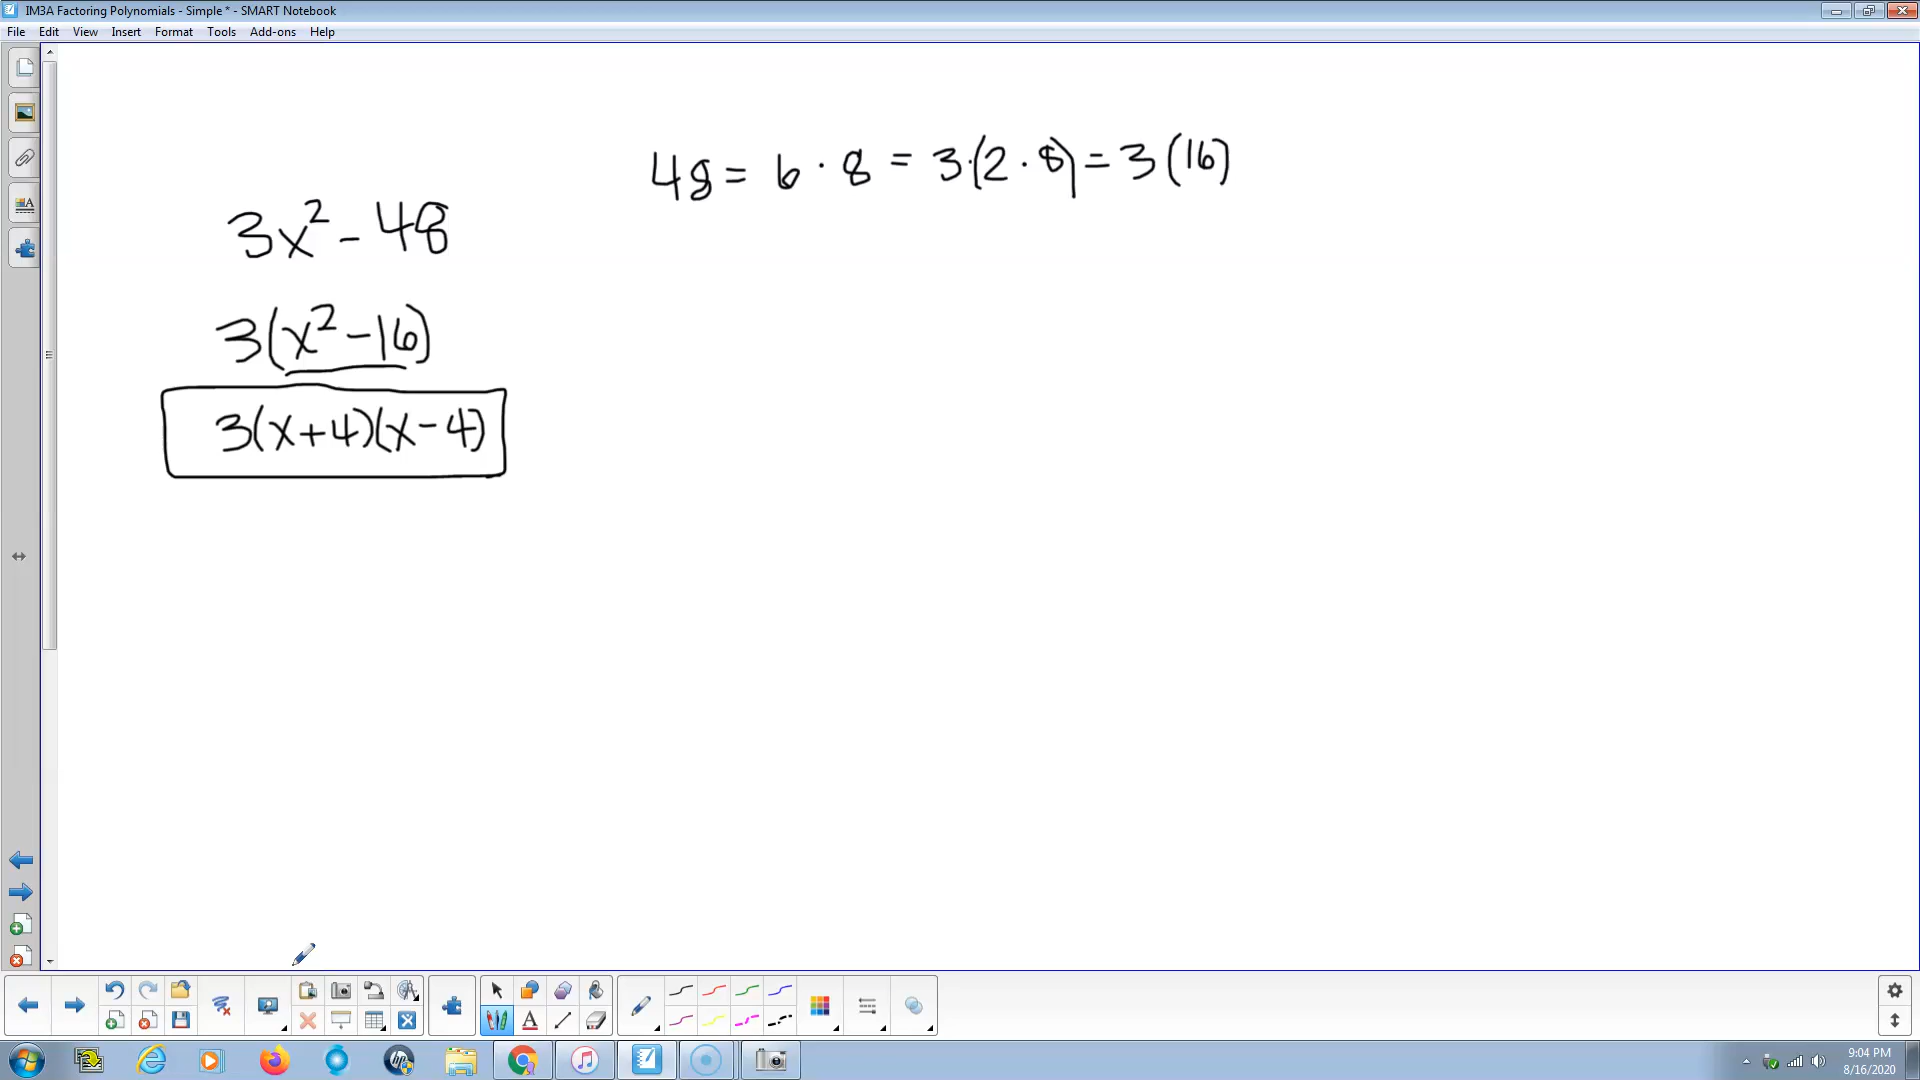 IM3A Factoring Polynomials - Simple * - SMART Notebook
File Edit View Insert Format Tools Add-ons Help
48 = 6 · 8 = 3·(2 · 8) = 3(16)
3x² - 48
3(x² - 16)
3(x+4)(x-4)
9:04 PM
8/16/2020